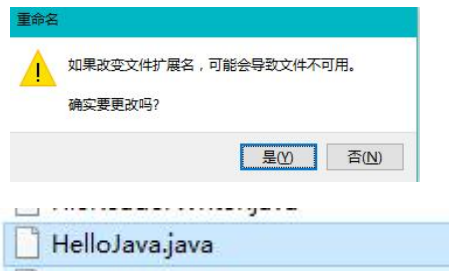 重命名
如果改变文件扩展名，可能会导致文件不可用。
确实要更改吗?
是(Y)
否(N)
HelloJava.java